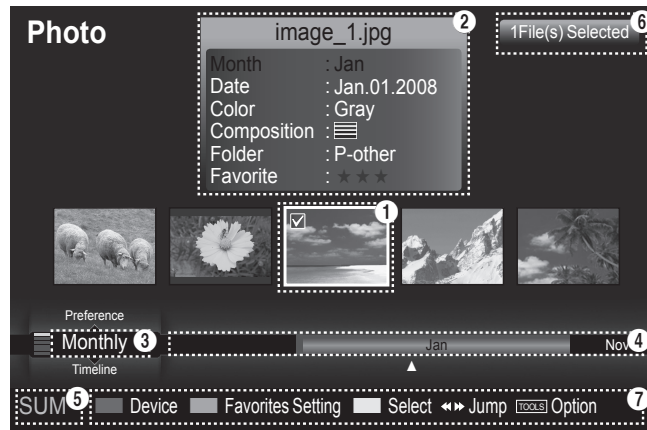 Photo
image_1.jpg
2
1File(s) Selected
6
Month : Jan
Date : Jan.01.2008
Color : Gray
Composition :
Folder : P-other
Favorite : ★★★
1
Preference
Monthly
3
Jan
Nov
4
Timeline
SUM
5
Device
Favorites Setting
Select
Jump
TOOLS
Option
7